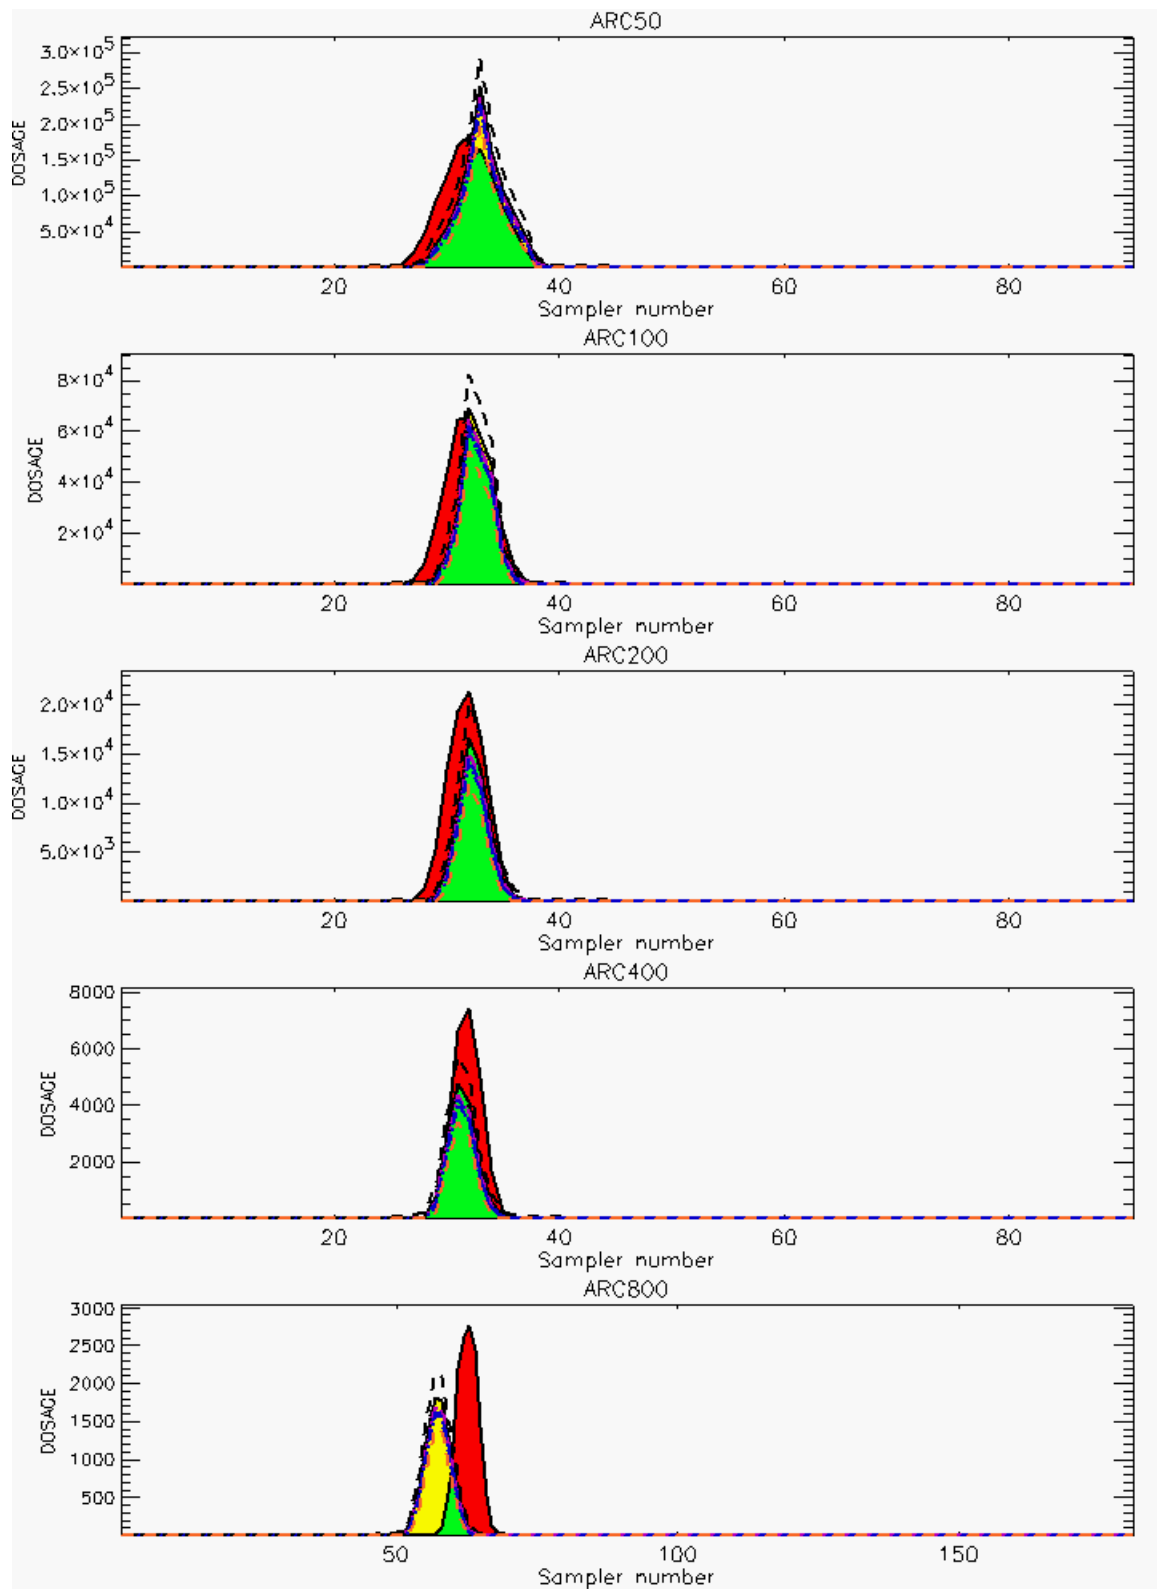 ARC50
3.0×10⁵
2.5×10⁵
2.0×10⁵
1.5×10⁵
1.0×10⁵
5.0×10⁴
DOSAGE
20 40 60 80
Sampler number
ARC100
8×10⁴
6×10⁴
4×10⁴
2×10⁴
DOSAGE
20 40 60 80
Sampler number
ARC200
2.0×10⁴
1.5×10⁴
1.0×10⁴
5.0×10³
DOSAGE
20 40 60 80
Sampler number
ARC400
8000
6000
4000
2000
DOSAGE
20 40 60 80
Sampler number
ARC800
3000
2500
2000
1500
1000
500
DOSAGE
50 100 150
Sampler number